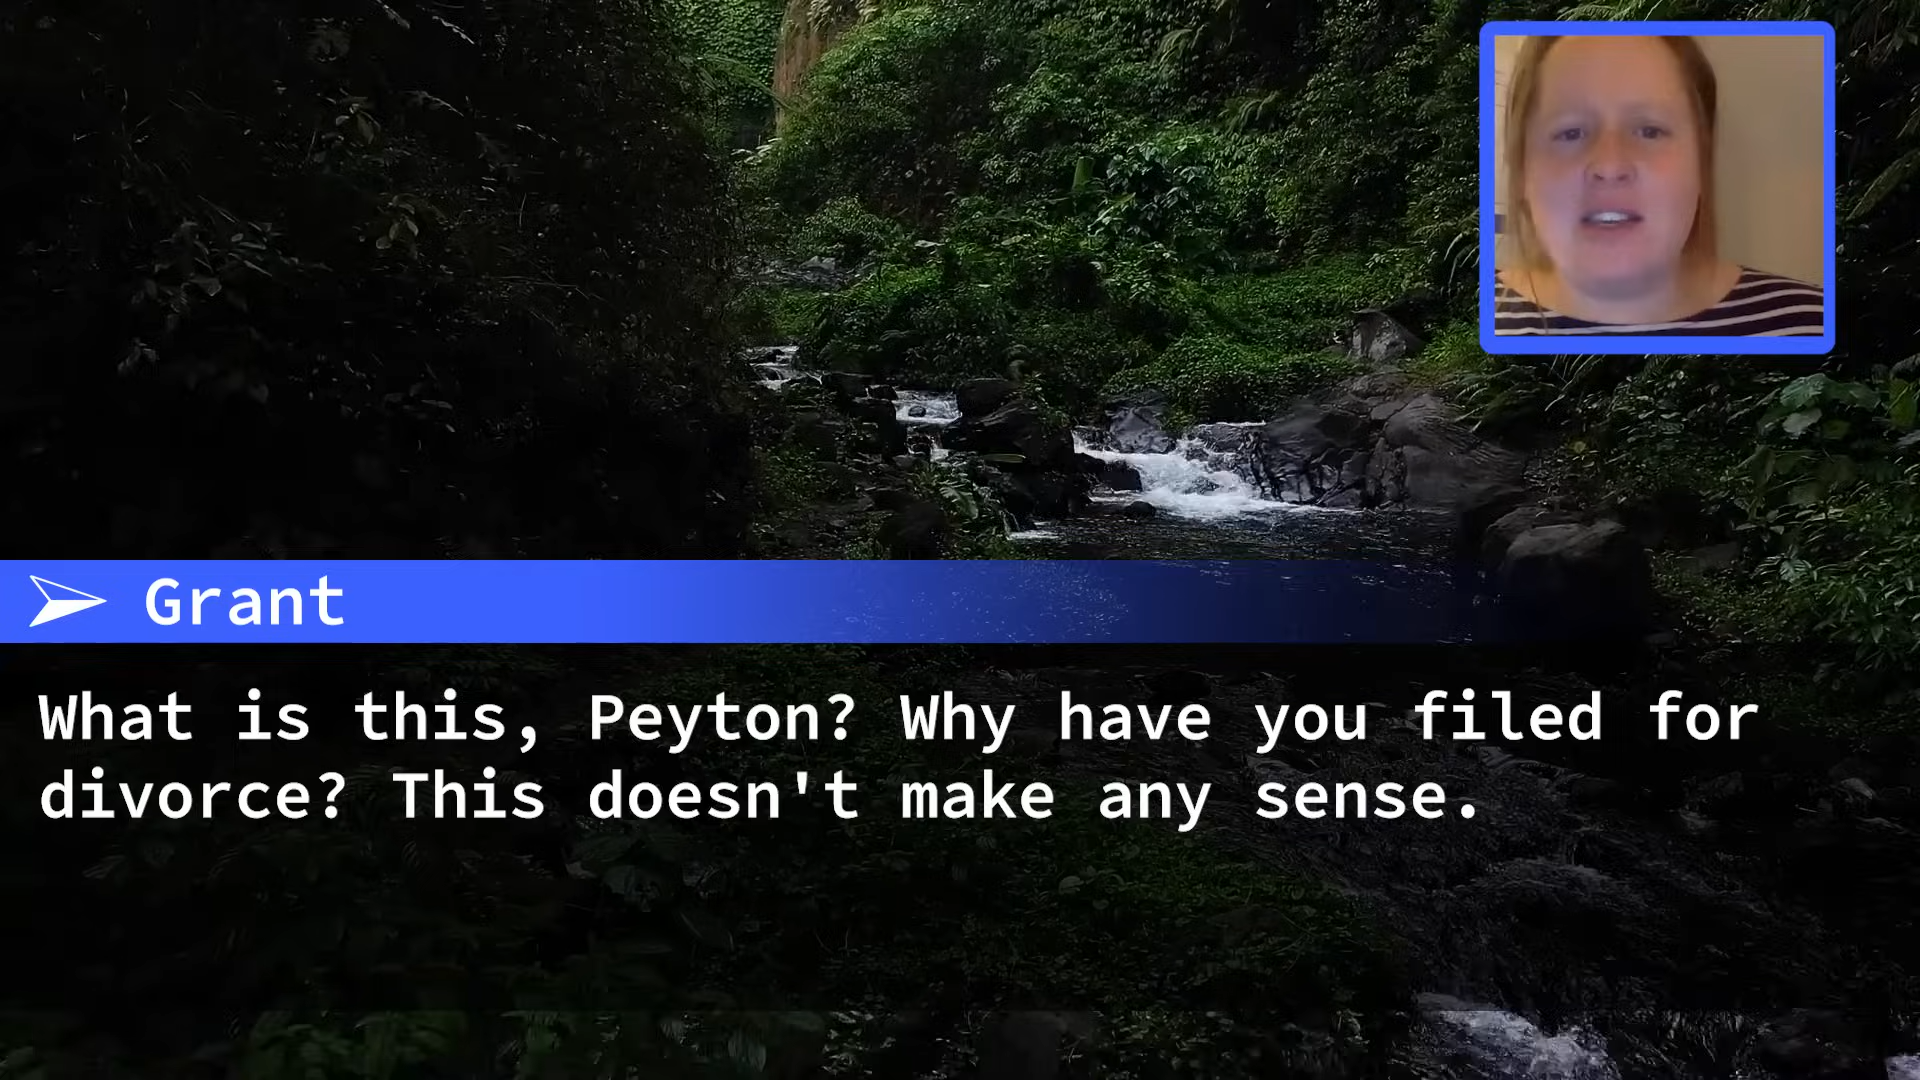 Grant
What is this, Peyton? Why have you filed for
divorce? This doesn't make any sense.